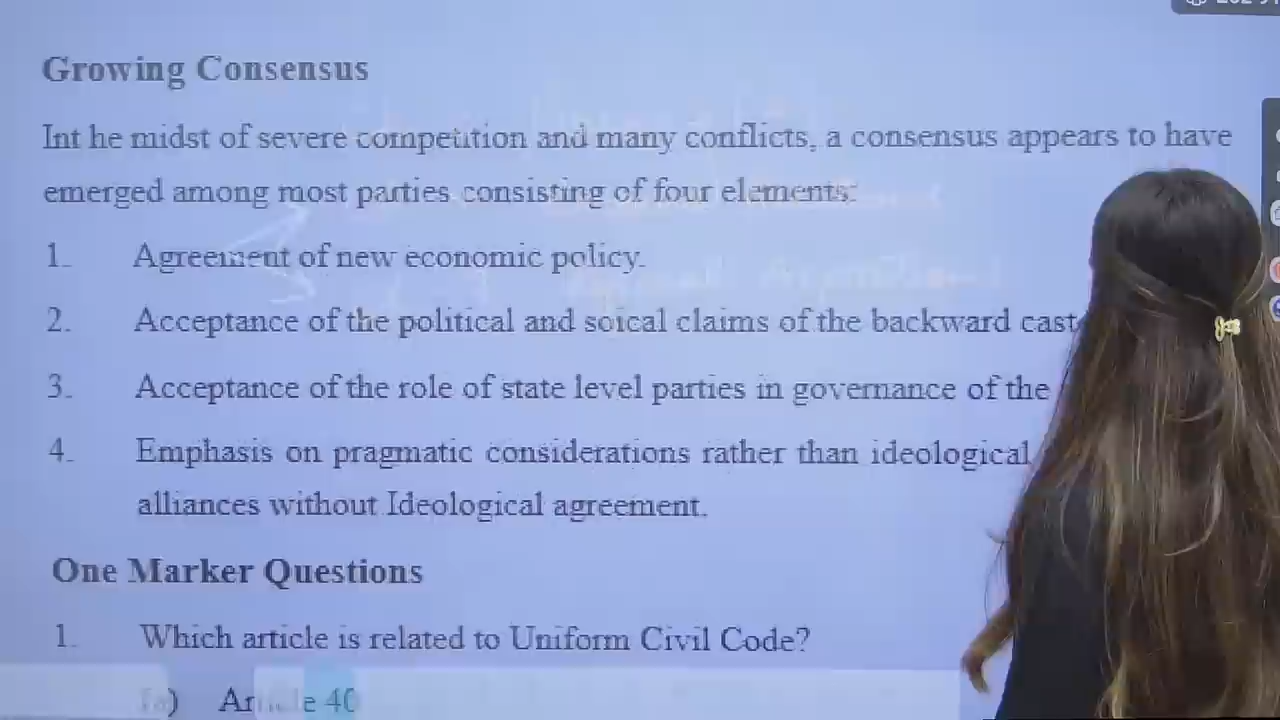 Growing Consensus
Int he midst of severe competition and many conflicts, a consensus appears to have
emerged among most parties consisting of four elements:
1. Agreement of new economic policy.
2. Acceptance of the political and soical claims of the backward cast
3. Acceptance of the role of state level parties in governance of the
4. Emphasis on pragmatic considerations rather than ideological
alliances without Ideological agreement.
One Marker Questions
1. Which article is related to Uniform Civil Code?
a) Article 40